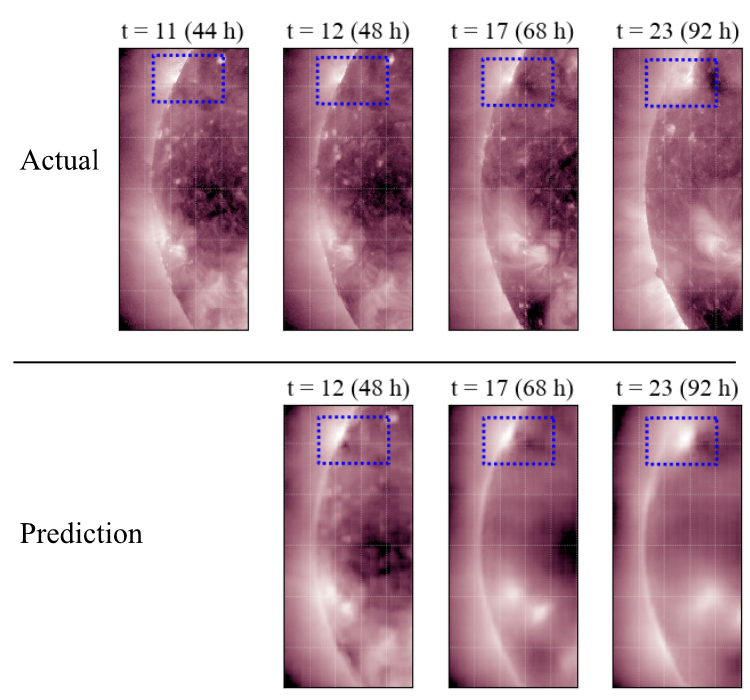 t = 11 (44 h) t = 12 (48 h) t = 17 (68 h) t = 23 (92 h)
Actual
t = 12 (48 h) t = 17 (68 h) t = 23 (92 h)
Prediction